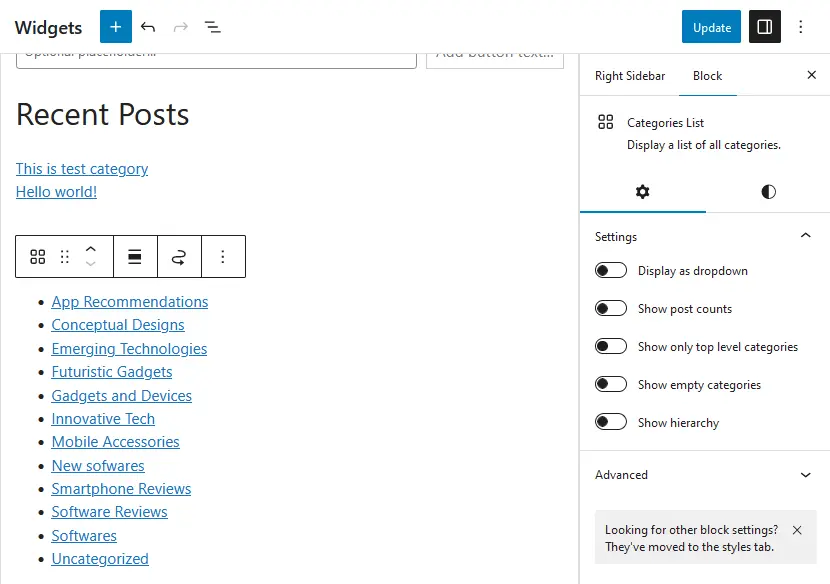 Widgets
Update
Optional placeholder...
Add button text...
Recent Posts
This is test category
Hello world!
App Recommendations
Conceptual Designs
Emerging Technologies
Futuristic Gadgets
Gadgets and Devices
Innovative Tech
Mobile Accessories
New sofwares
Smartphone Reviews
Software Reviews
Softwares
Uncategorized
Right Sidebar
Block
Categories List
Display a list of all categories.
Settings
Display as dropdown
Show post counts
Show only top level categories
Show empty categories
Show hierarchy
Advanced
Looking for other block settings?
They've moved to the styles tab.